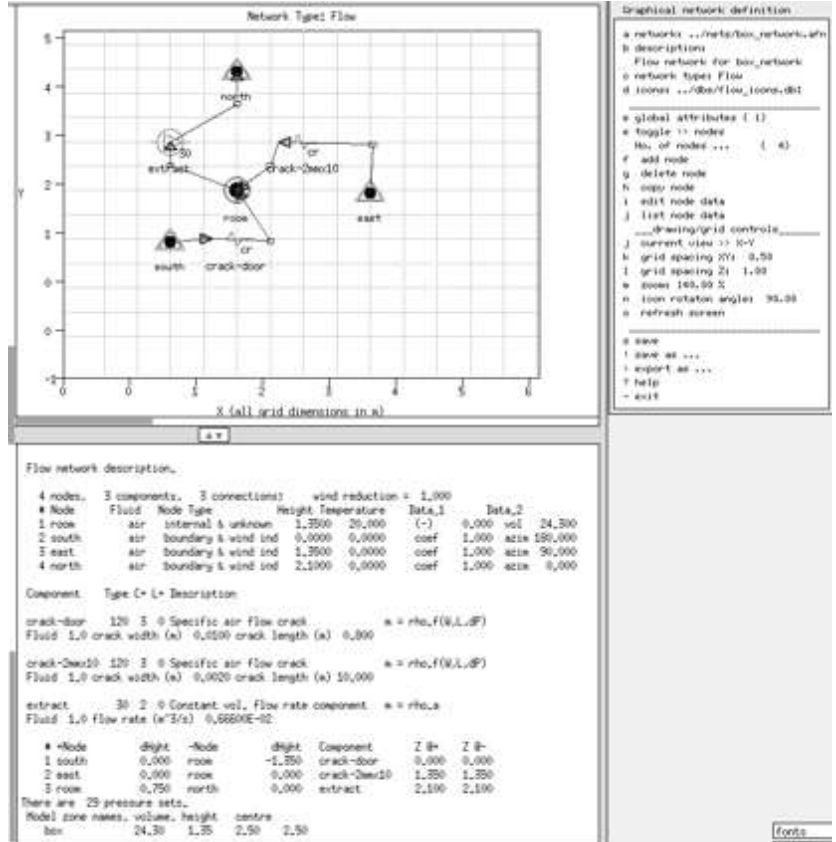 Network Type: Flow
5
4
3
2
1
0
0
-1
Y
north
30
extract
cr
crack-2mmx10
room
east
south
cr
crack-door
0
0
1
2
3
4
5
6
X (all grid dimensions in m)
Graphical network definition
a network: ../nets/box_network.afn
b description:
Flow network for box_network
c network type: Flow
d icons: ../dbs/flow_icons.db1
e global attributes ( 1)
e toggle >> nodes
No. of nodes ... ( 4)
f add node
g delete node
h copy node
i edit node data
j list node data
___drawing/grid controls______
j current view >> X-Y
k grid spacing XY: 0.50
l grid spacing Z: 1.00
m zoom: 140.00 %
n icon rotaton angle: 90.00
o refresh screen
s save
! save as ...
> export as ...
? help
- exit
Flow network description.
4 nodes, 3 components, 3 connections; wind reduction = 1.000
# Node Fluid Node Type Height Temperature Data_1 Data_2
1 room air internal & unknown 1.3500 20.000 (-) 0.000 vol 24.300
2 south air boundary & wind ind 0.0000 0.0000 coef 1.000 azim 180.000
3 east air boundary & wind ind 1.3500 0.0000 coef 1.000 azim 90.000
4 north air boundary & wind ind 2.1000 0.0000 coef 1.000 azim 0.000
Component Type C+ L+ Description
crack-door 120 3 0 Specific air flow crack m = rho.f(W,L,dP)
Fluid 1.0 crack width (m) 0.0100 crack length (m) 0.800
crack-2mmx10 120 3 0 Specific air flow crack m = rho.f(W,L,dP)
Fluid 1.0 crack width (m) 0.0020 crack length (m) 10.000
extract 30 2 0 Constant vol. flow rate component m = rho.a
Fluid 1.0 flow rate (m^3/s) 0.66600E-02
# +Node dHght -Node dHght Component Z @+ Z @-
1 south 0.000 room -1.350 crack-door 0.000 0.000
2 east 0.000 room 0.000 crack-2mmx10 1.350 1.350
3 room 0.750 north 0.000 extract 2.100 2.100
There are 29 pressure sets.
Model zone names, volume, height centre
box 24.30 1.35 2.50 2.50
fonts